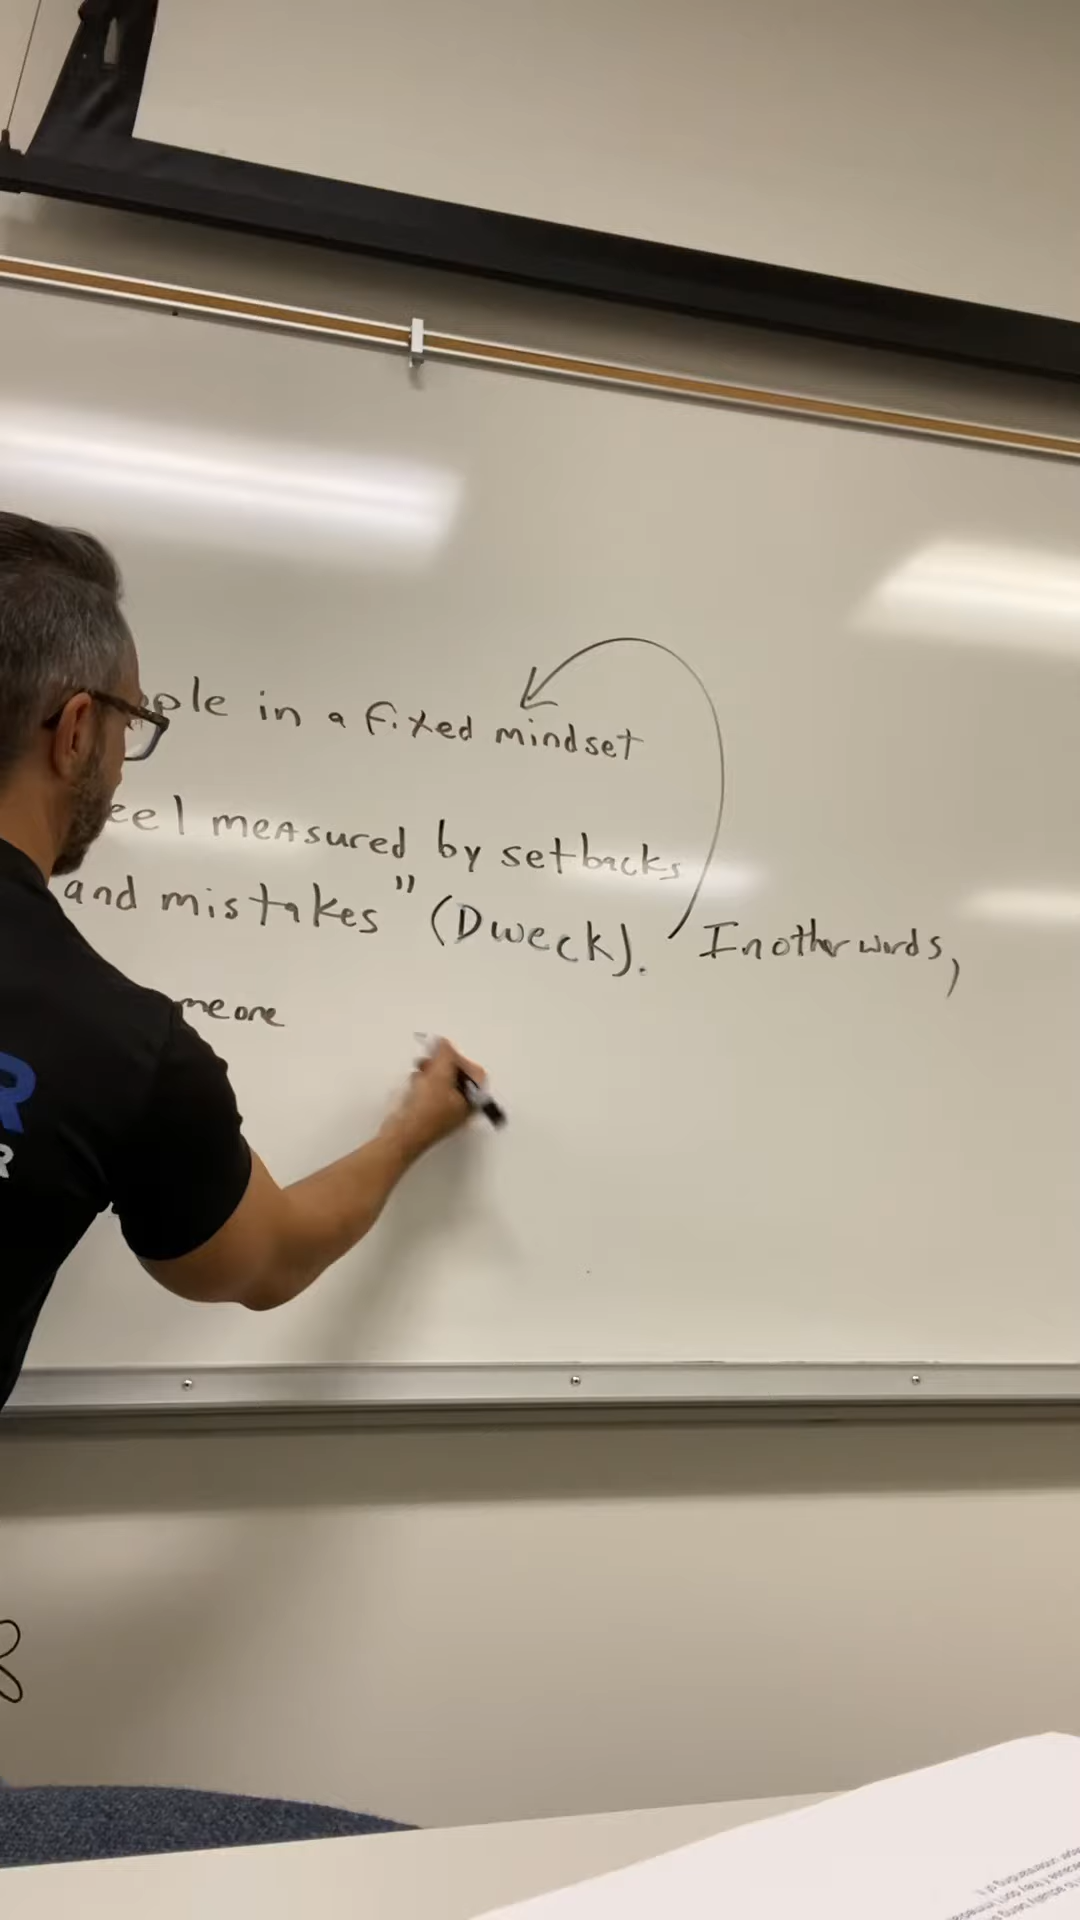 ple in a fixed mindset
eel measured by setbacks
and mistakes" (Dweck). In other words,
meone
R
R